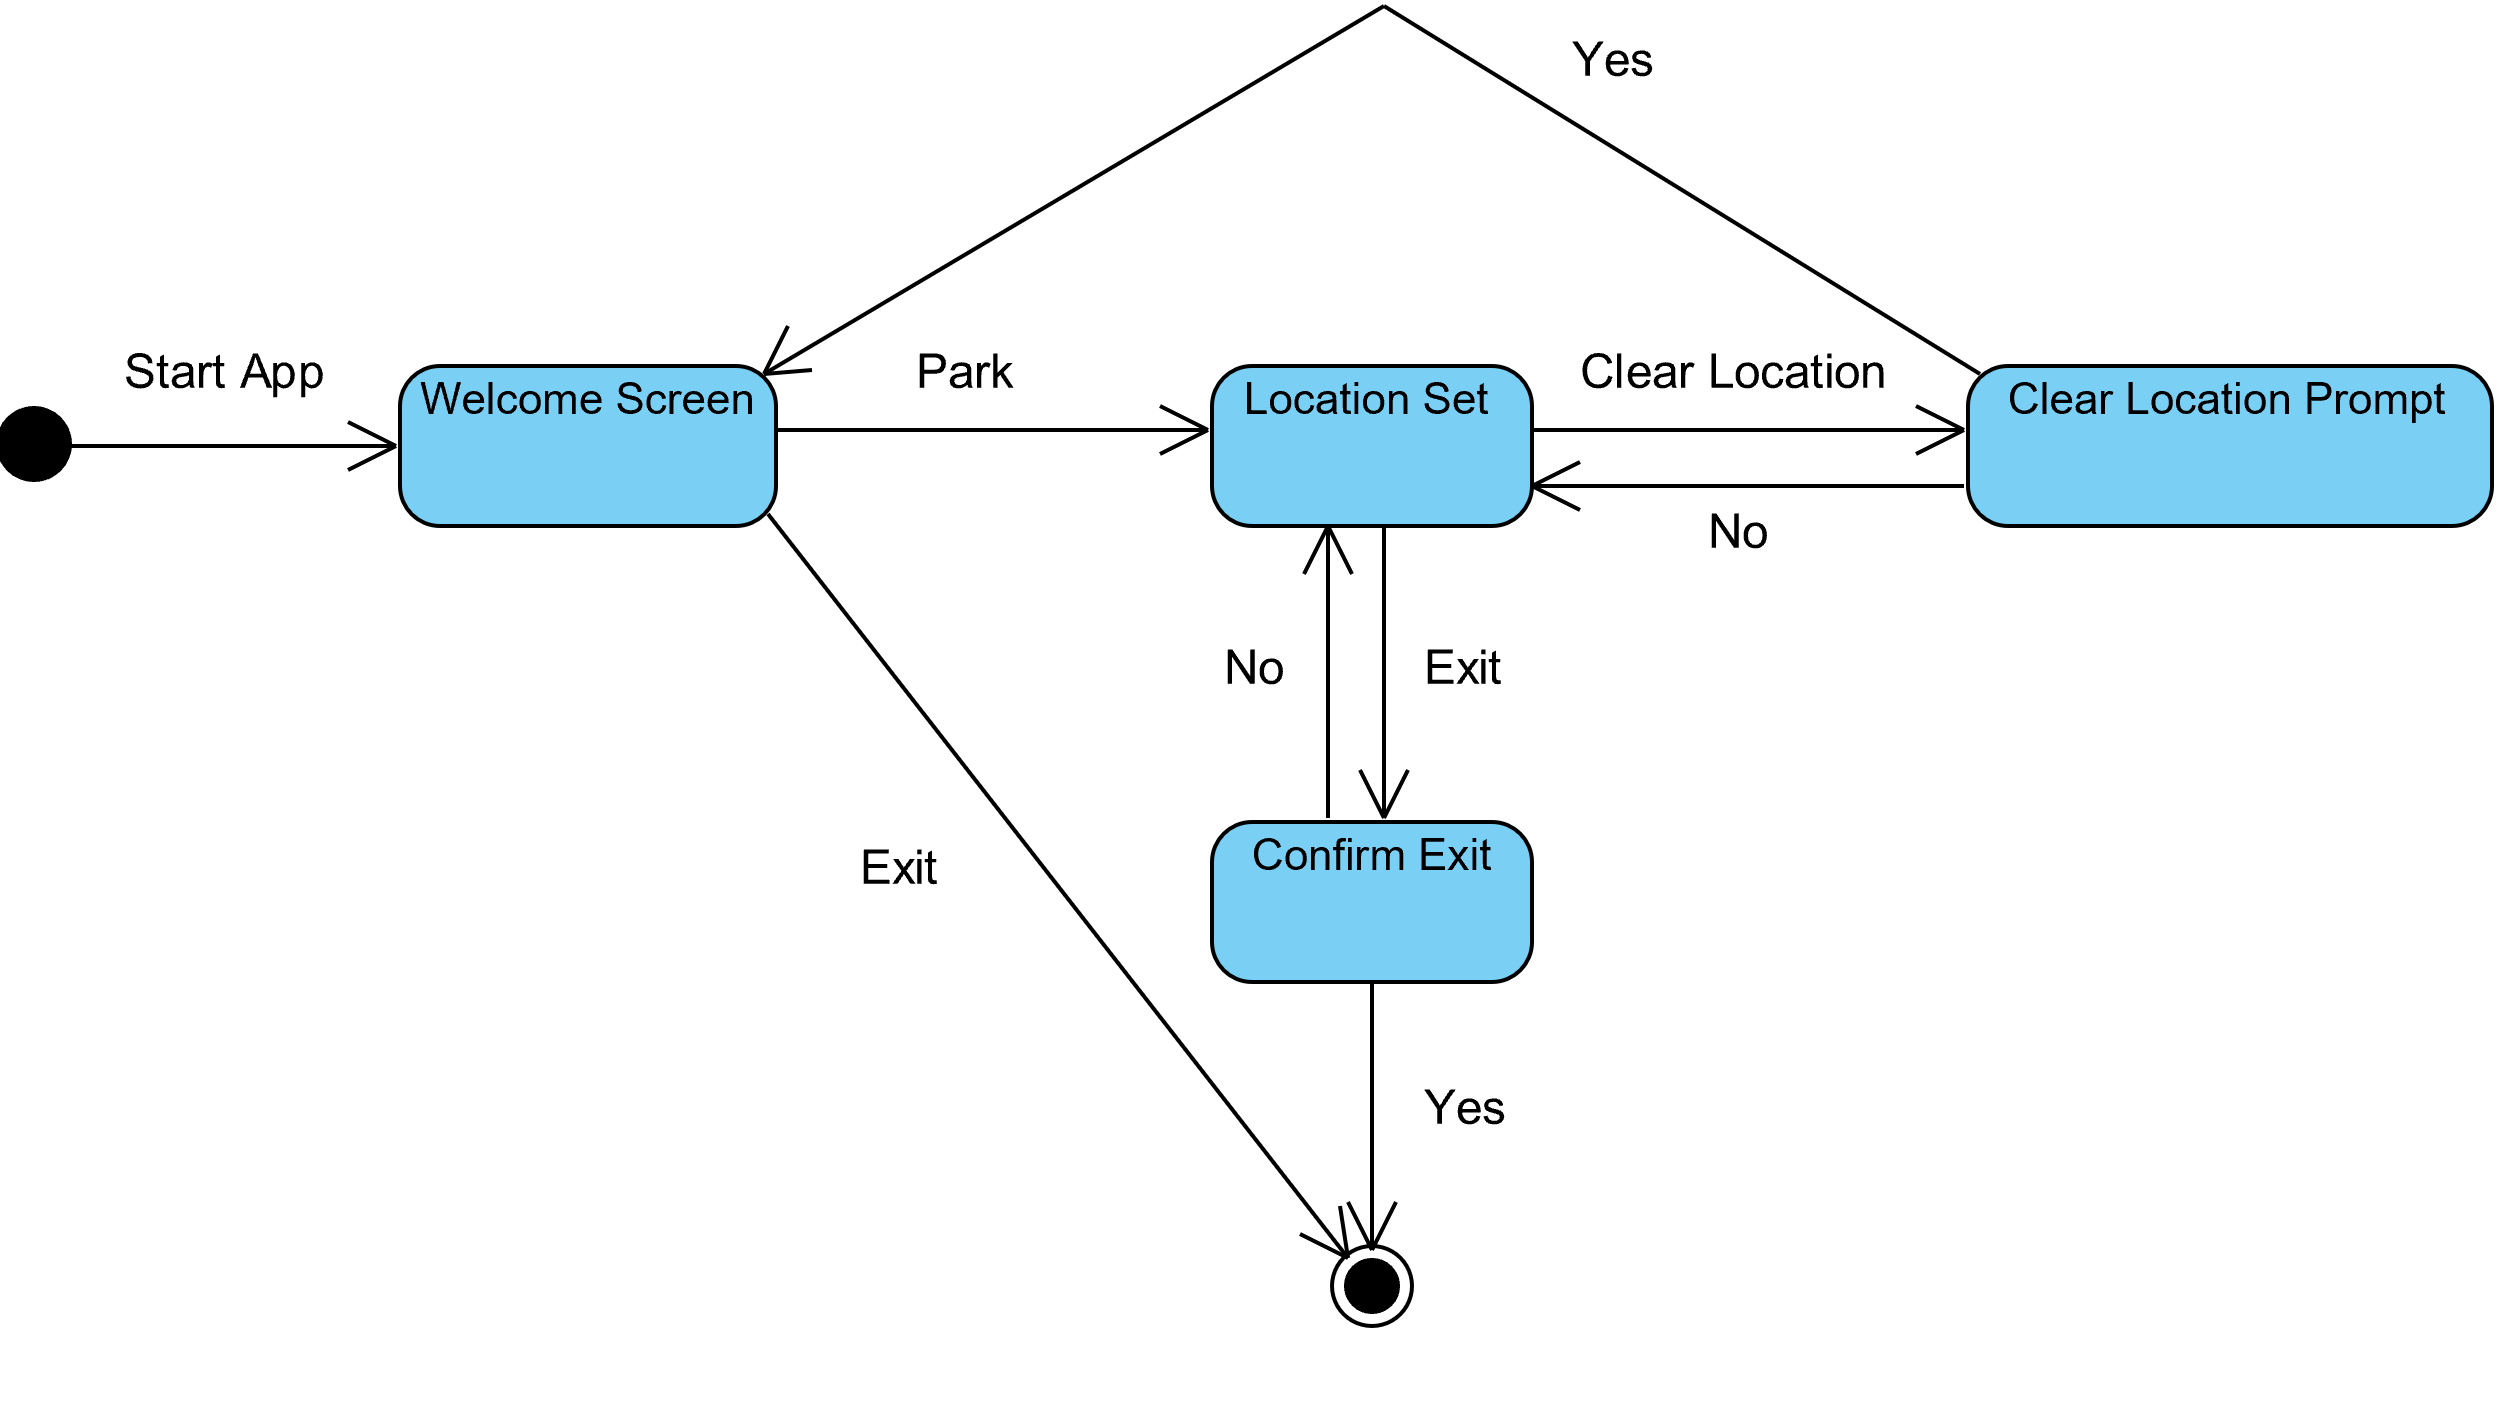 Yes
Start App
Park
Clear Location
Welcome Screen
Location Set
Clear Location Prompt
No
No
Exit
Exit
Confirm Exit
Yes